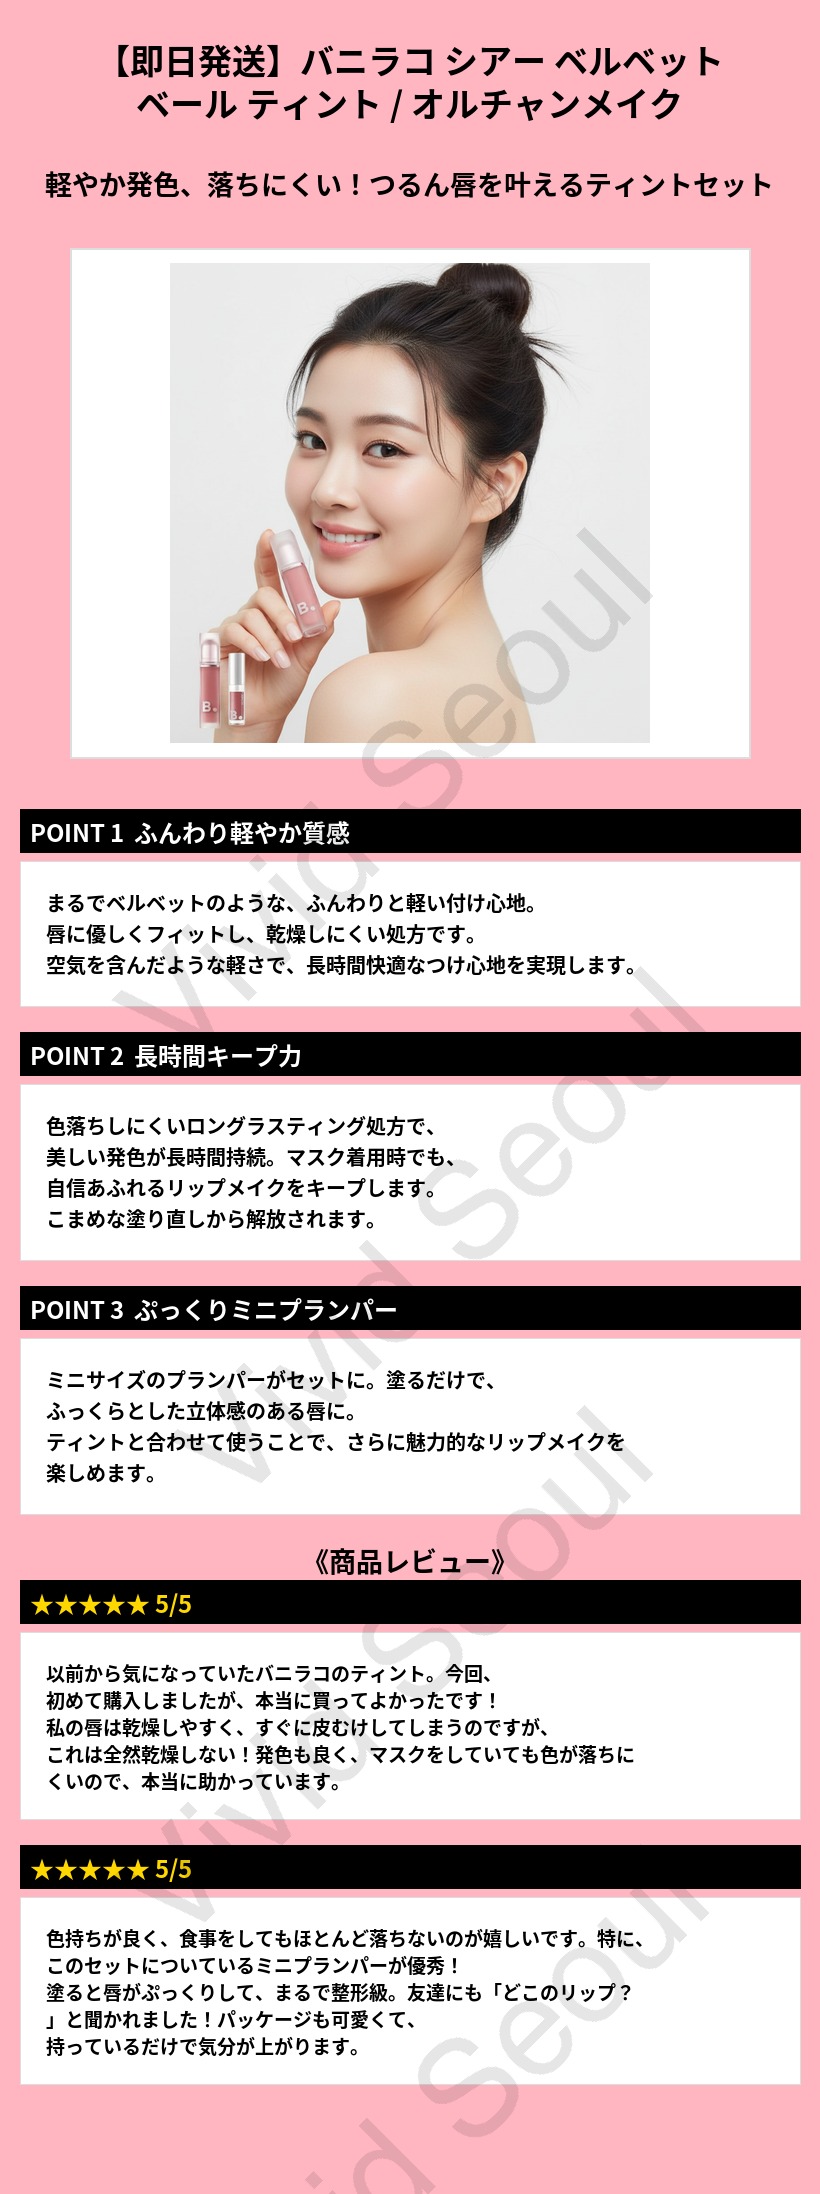 【即日発送】バニラコ シアー ベルベット
ベール ティント / オルチャンメイク
軽やか発色、落ちにくい！つるん唇を叶えるティントセット
B.
B.
B.
POINT 1 ふんわり軽やか質感
まるでベルベットのような、ふんわりと軽い付け心地。
唇に優しくフィットし、乾燥しにくい処方です。
空気を含んだような軽さで、長時間快適なつけ心地を実現します。
POINT 2 長時間キープ力
色落ちしにくいロングラスティング処方で、
美しい発色が長時間持続。マスク着用時でも、
自信あふれるリップメイクをキープします。
こまめな塗り直しから解放されます。
POINT 3 ぷっくりミニプランパー
ミニサイズのプランパーがセットに。塗るだけで、
ふっくらとした立体感のある唇に。
ティントと合わせて使うことで、さらに魅力的なリップメイクを
楽しめます。
《商品レビュー》
★★★★★ 5/5
以前から気になっていたバニラコのティント。今回、
初めて購入しましたが、本当に買ってよかったです！
私の唇は乾燥しやすく、すぐに皮むけしてしまうのですが、
これは全然乾燥しない！発色も良く、マスクをしていても色が落ちに
くいので、本当に助かっています。
★★★★★ 5/5
色持ちが良く、食事をしてもほとんど落ちないのが嬉しいです。特に、
このセットについているミニプランパーが優秀！
塗ると唇がぷっくりして、まるで整形級。友達にも「どこのリップ？
」と聞かれました！パッケージも可愛くて、
持っているだけで気分が上がります。
Vivid Seoul
Vivid Seoul
Vivid Seoul
Vivid Seoul